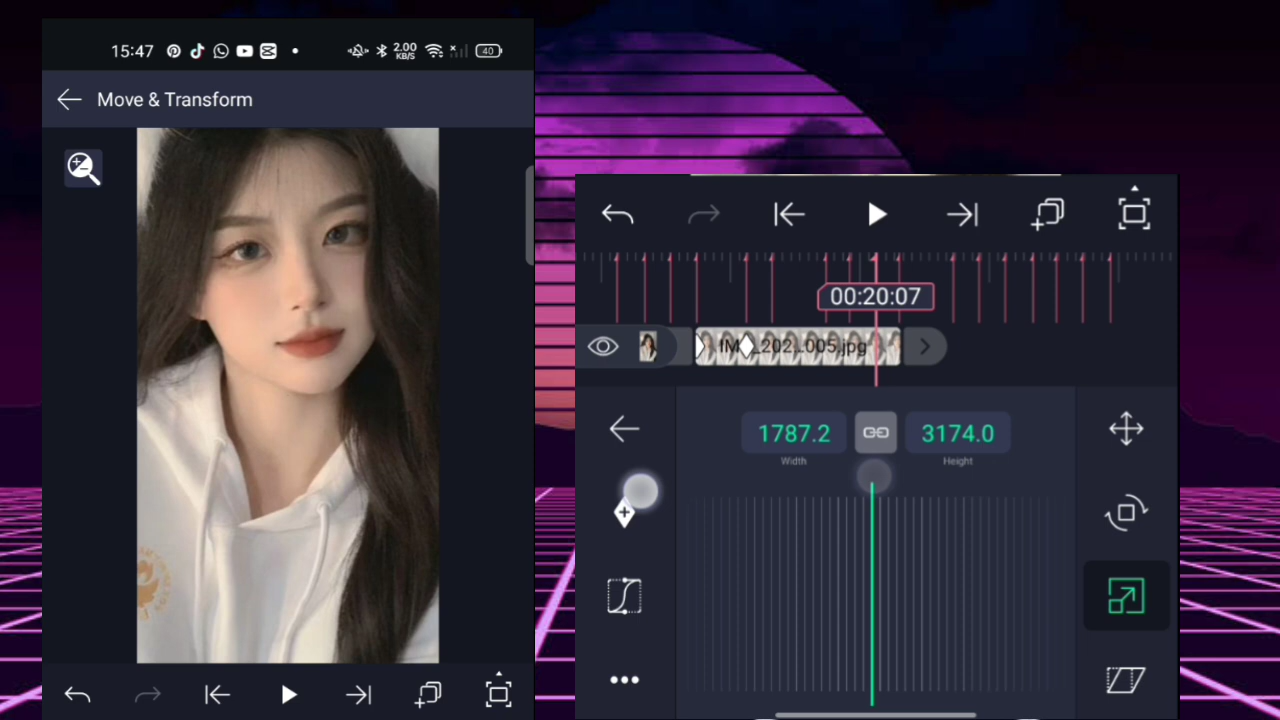 15:47
2.00
KB/S
40
Move & Transform
00:20:07
IM
_202...005.jpg
1787.2
3174.0
Width
Height